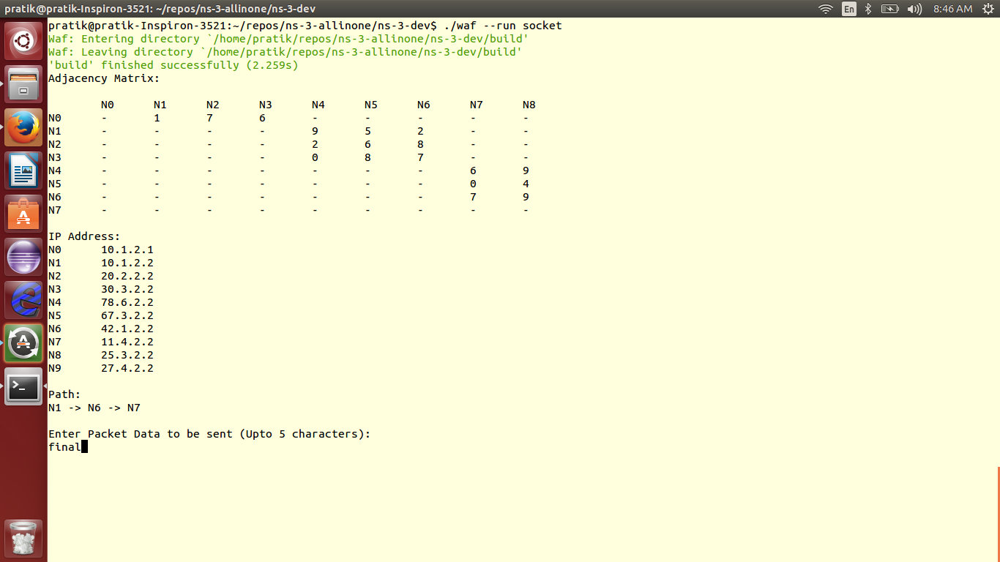 pratik@pratik-Inspiron-3521: ~/repos/ns-3-allinone/ns-3-dev
En
8:46 AM
pratik@pratik-Inspiron-3521:~/repos/ns-3-allinone/ns-3-dev$ ./waf --run socket
Waf: Entering directory `/home/pratik/repos/ns-3-allinone/ns-3-dev/build'
Waf: Leaving directory `/home/pratik/repos/ns-3-allinone/ns-3-dev/build'
'build' finished successfully (2.259s)
Adjacency Matrix:
N0 N1 N2 N3 N4 N5 N6 N7 N8
N0 - 1 7 6 - - - - -
N1 - - - - 9 5 2 - -
N2 - - - - 2 6 8 - -
N3 - - - - 0 8 7 - -
N4 - - - - - - - 6 9
N5 - - - - - - - 0 4
N6 - - - - - - - 7 9
N7 - - - - - - - - -
IP Address:
N0 10.1.2.1
N1 10.1.2.2
N2 20.2.2.2
N3 30.3.2.2
N4 78.6.2.2
N5 67.3.2.2
N6 42.1.2.2
N7 11.4.2.2
N8 25.3.2.2
N9 27.4.2.2
Path:
N1 -> N6 -> N7
Enter Packet Data to be sent (Upto 5 characters):
final